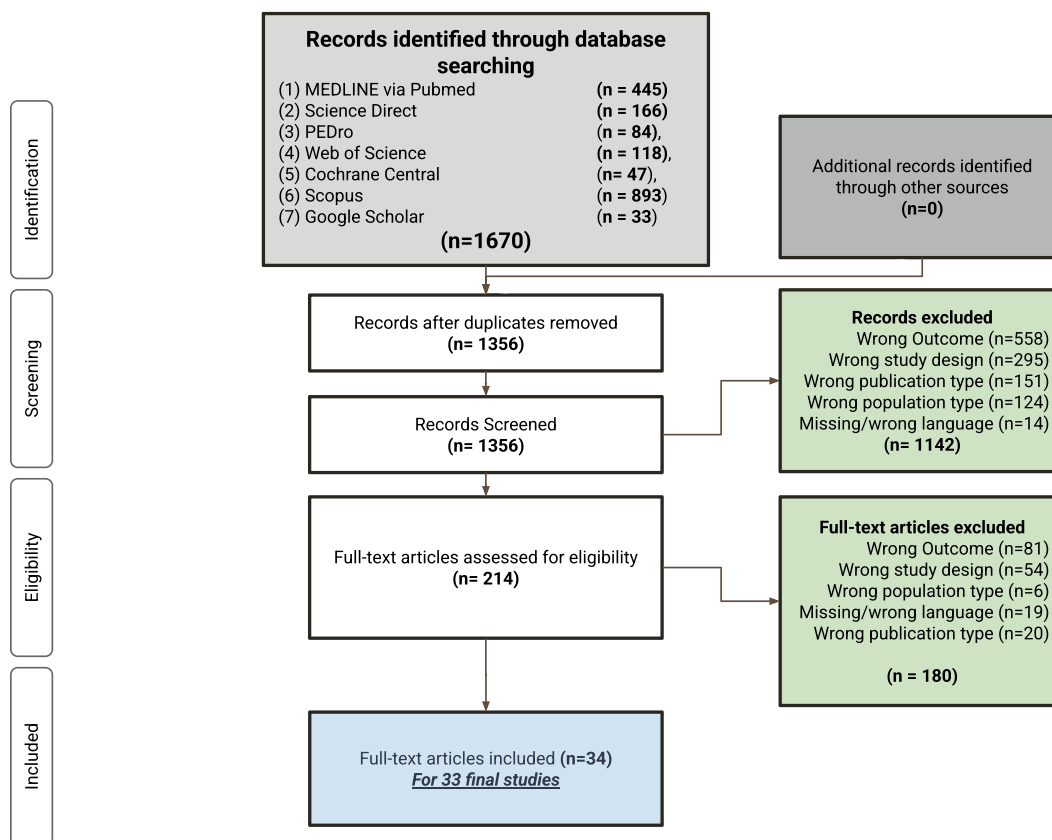 Records identified through database
searching
(1) MEDLINE via Pubmed (n = 445)
(2) Science Direct (n = 166)
(3) PEDro (n = 84),
(4) Web of Science (n = 118),
(5) Cochrane Central (n= 47),
(6) Scopus (n = 893)
(7) Google Scholar (n = 33)
(n=1670)
Identification
Additional records identified
through other sources
(n=0)
Screening
Records after duplicates removed
(n= 1356)
Records Screened
(n= 1356)
Records excluded
Wrong Outcome (n=558)
Wrong study design (n=295)
Wrong publication type (n=151)
Wrong population type (n=124)
Missing/wrong language (n=14)
(n= 1142)
Eligibility
Full-text articles assessed for eligibility
(n= 214)
Full-text articles excluded
Wrong Outcome (n=81)
Wrong study design (n=54)
Wrong population type (n=6)
Missing/wrong language (n=19)
Wrong publication type (n=20)
(n = 180)
Included
Full-text articles included (n=34)
For 33 final studies